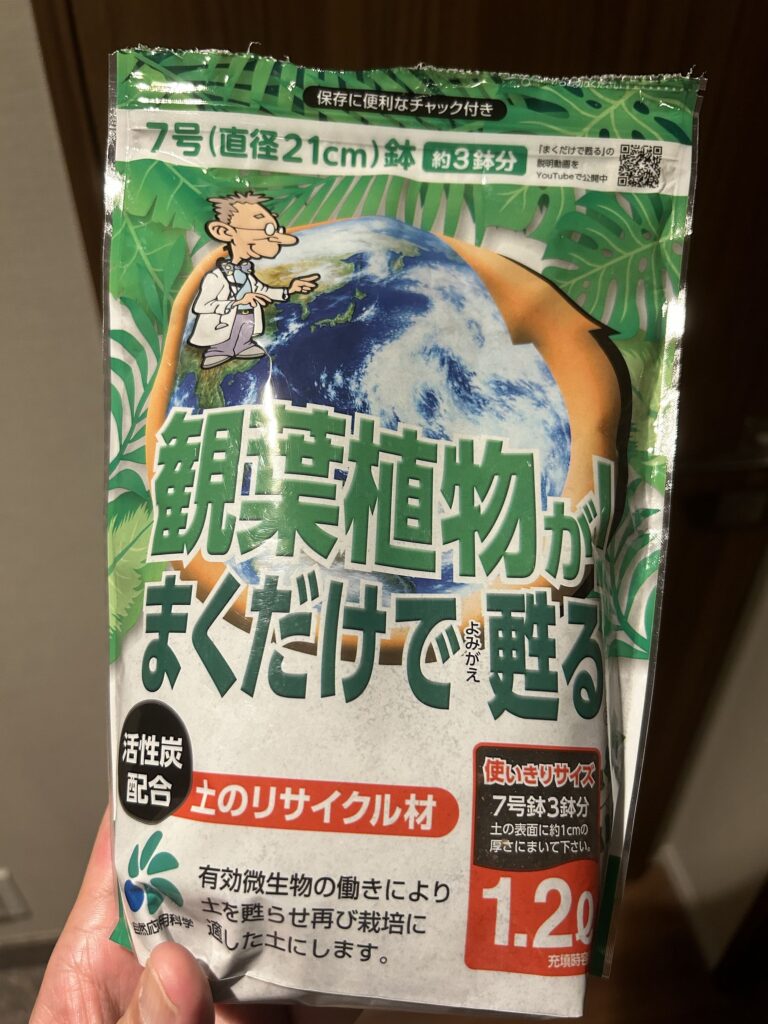 保存に便利なチャック付き
7号(直径21cm)鉢 約3鉢分
「まくだけで甦る」の
説明動画を
YouTubeで公開中
観葉植物が!
まくだけで甦る
よみがえ
活性炭
配合
土のリサイクル材
使いきりサイズ
7号鉢3鉢分
土の表面に約1cmの
厚さにまいて下さい。
1.2ℓ
充填時容
有効微生物の働きにより
土を甦らせ再び栽培に
適した土にします。
自然応用科学